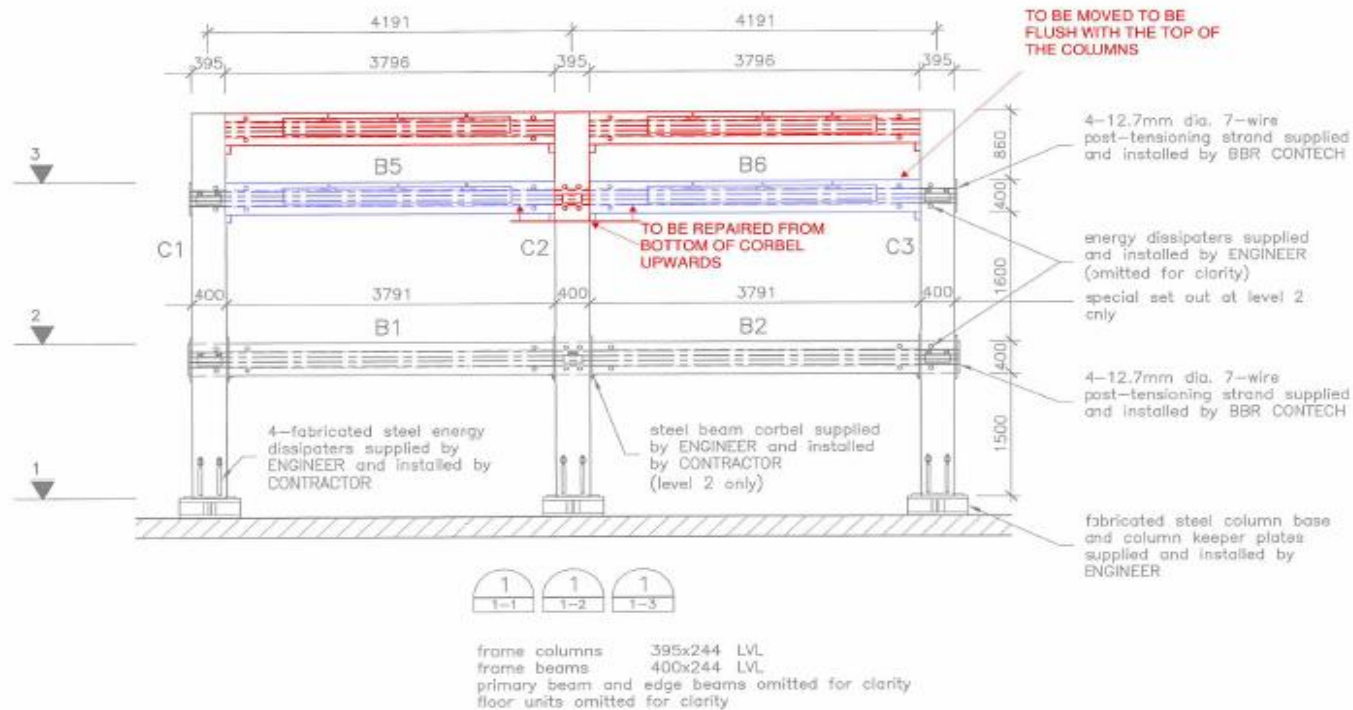 4191
4191
TO BE MOVED TO BE
FLUSH WITH THE TOP OF
THE COLUMNS
395
3796
395
3796
395
4-12.7mm dia. 7-wire
post-tensioning strand supplied
and installed by BBR CONTECH
860
3
B5
B6
400
TO BE REPAIRED FROM
BOTTOM OF CORBEL
UPWARDS
C1
C2
C3
energy dissipaters supplied
and installed by ENGINEER
(omitted for clarity)
1600
special set out at level 2
only
400
3791
400
3791
400
2
B1
B2
400
4-12.7mm dia. 7-wire
post-tensioning strand supplied
and installed by BBR CONTECH
4-fabricated steel energy
dissipaters supplied by
ENGINEER and installed by
CONTRACTOR
steel beam corbel supplied
by ENGINEER and installed
by CONTRACTOR
(level 2 only)
1500
1
fabricated steel column base
and column keeper plates
supplied and installed by
ENGINEER
1
1-1
1
1-2
1
1-3
frame columns 395x244 LVL
frame beams 400x244 LVL
primary beam and edge beams omitted for clarity
floor units omitted for clarity